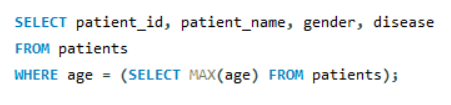 SELECT patient_id, patient_name, gender, disease
FROM patients
WHERE age = (SELECT MAX(age) FROM patients);